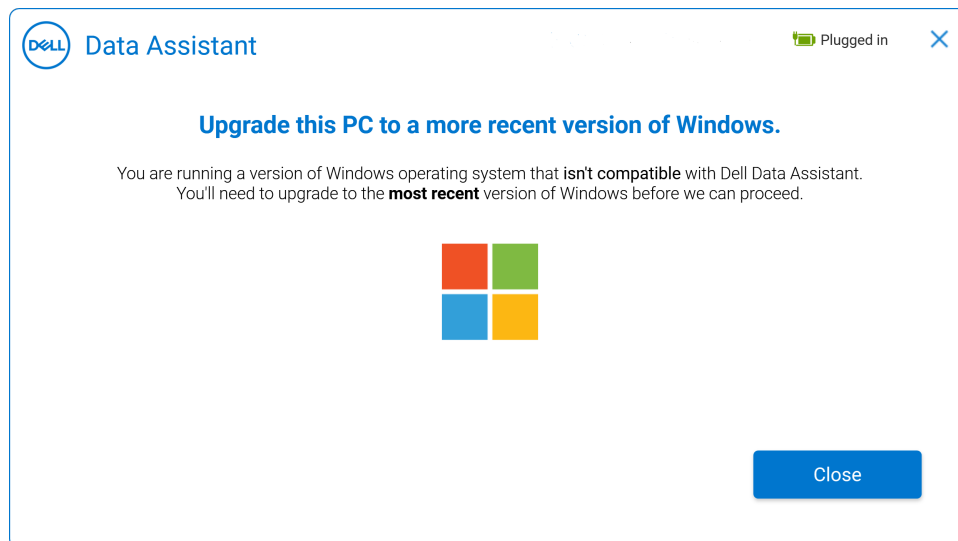 DELL
Data Assistant
Plugged in
Upgrade this PC to a more recent version of Windows.
You are running a version of Windows operating system that isn't compatible with Dell Data Assistant.
You'll need to upgrade to the most recent version of Windows before we can proceed.
Close